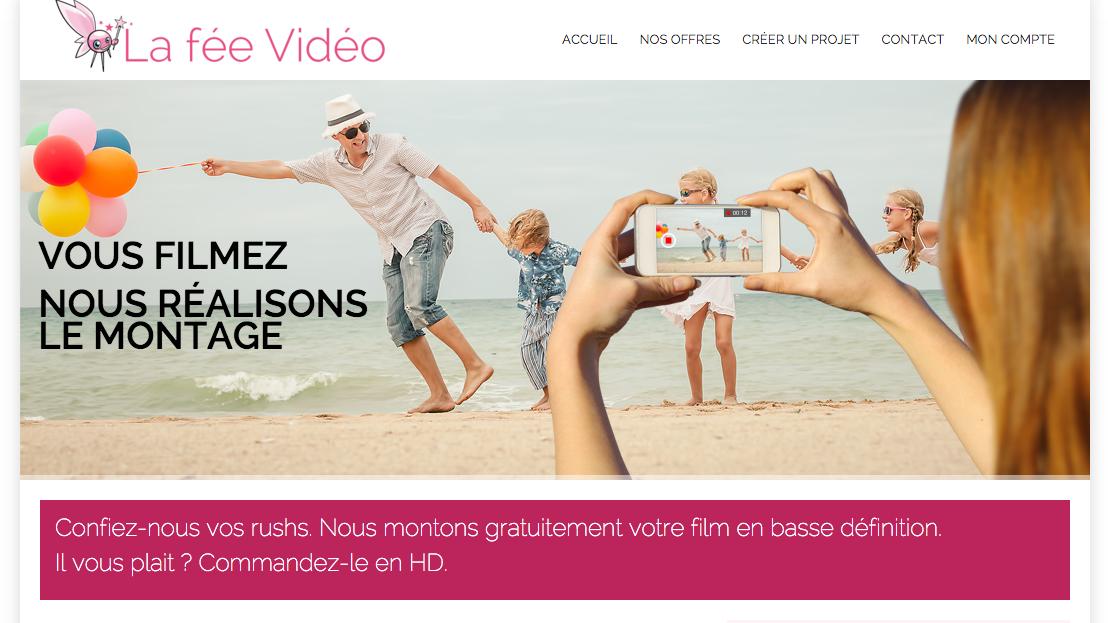 La fée Vidéo
ACCUEIL NOS OFFRES CRÉER UN PROJET CONTACT MON COMPTE
00:12
VOUS FILMEZ
NOUS RÉALISONS
LE MONTAGE
Confiez-nous vos rushs. Nous montons gratuitement votre film en basse définition.
Il vous plait ? Commandez-le en HD.